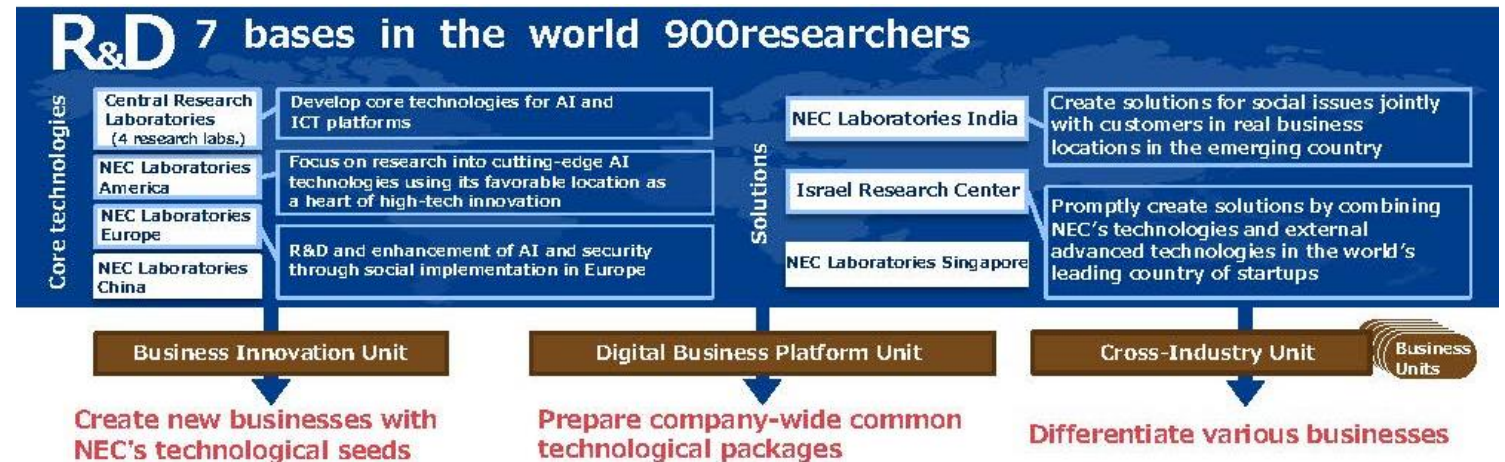 R&D 7 bases in the world 900researchers
Core technologies
Central Research
Laboratories
(4 research labs.)
Develop core technologies for AI and
ICT platforms
NEC Laboratories
America
Focus on research into cutting-edge AI
technologies using its favorable location as
a heart of high-tech innovation
NEC Laboratories
Europe
R&D and enhancement of AI and security
through social implementation in Europe
NEC Laboratories
China
Solutions
NEC Laboratories India
Create solutions for social issues jointly
with customers in real business
locations in the emerging country
Israel Research Center
Promptly create solutions by combining
NEC's technologies and external
advanced technologies in the world's
leading country of startups
NEC Laboratories Singapore
Business Innovation Unit
Digital Business Platform Unit
Cross-Industry Unit
Business
Units
Create new businesses with
NEC's technological seeds
Prepare company-wide common
technological packages
Differentiate various businesses